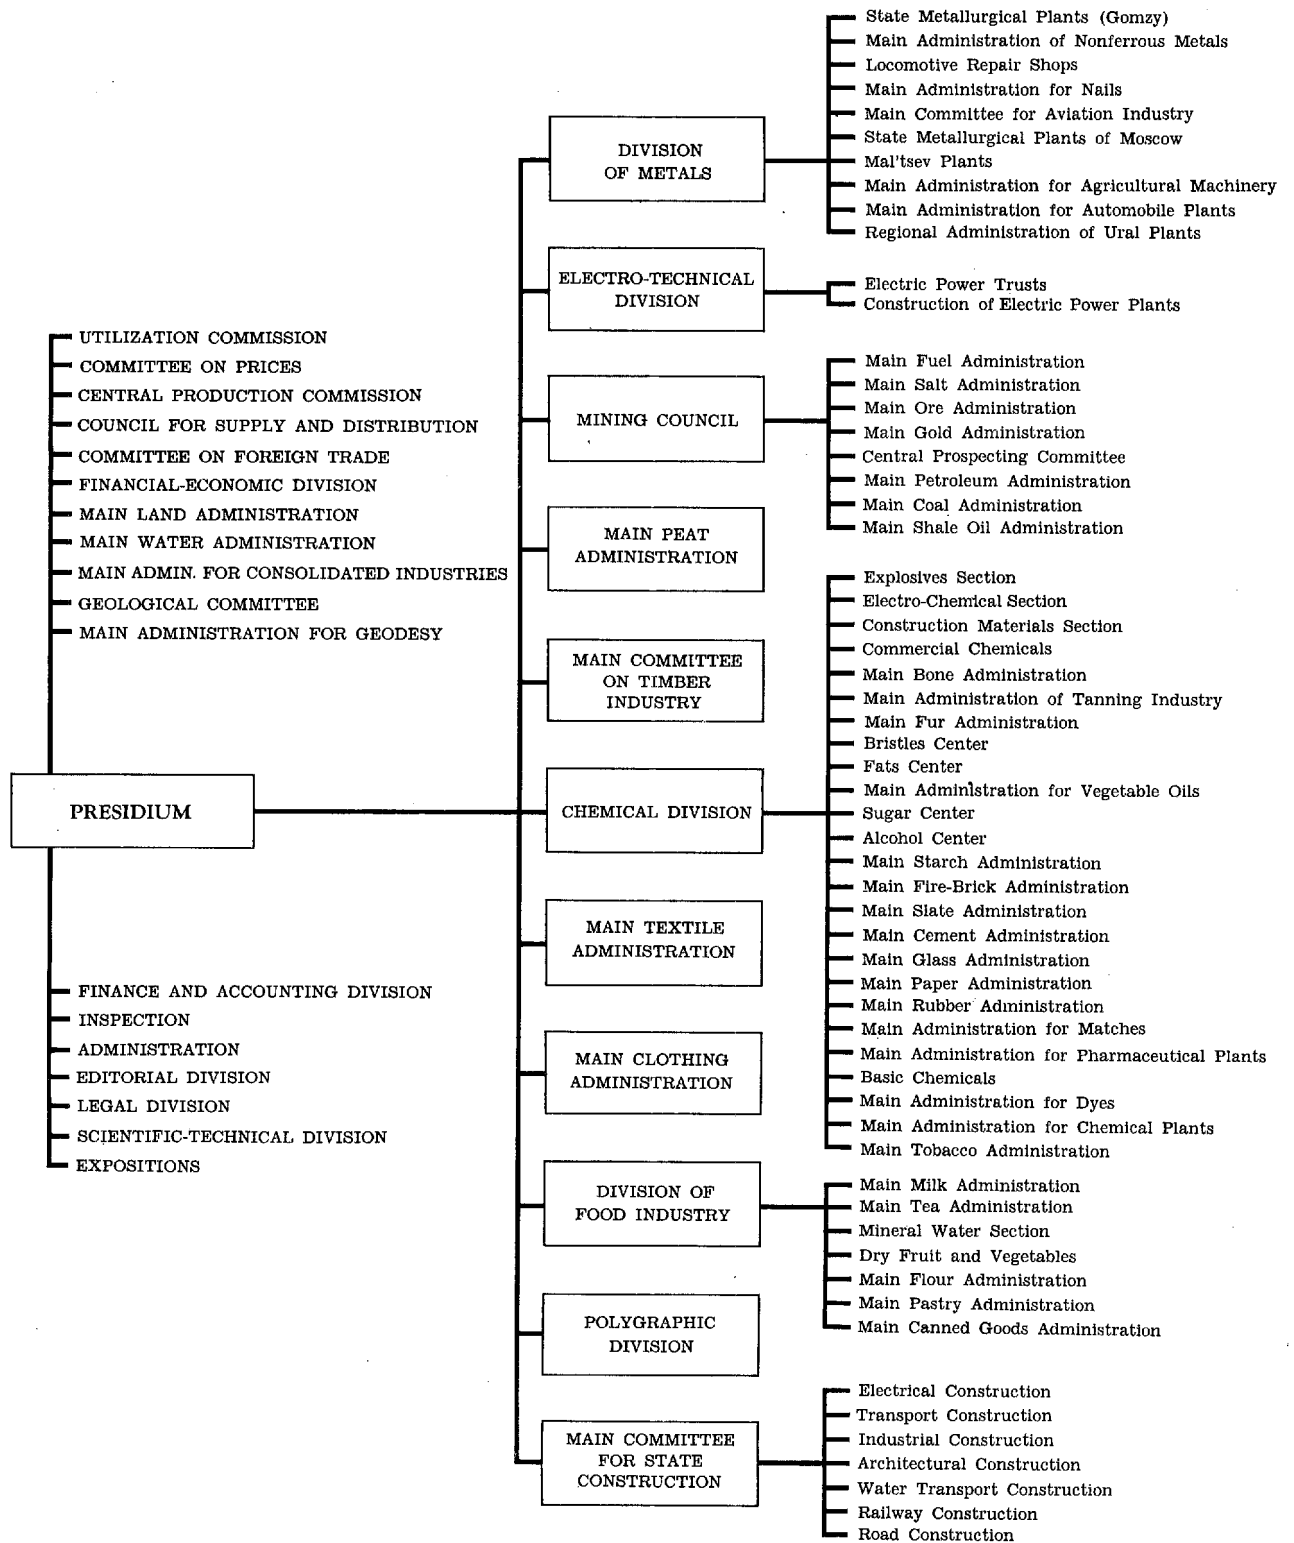 PRESIDIUM
UTILIZATION COMMISSION
COMMITTEE ON PRICES
CENTRAL PRODUCTION COMMISSION
COUNCIL FOR SUPPLY AND DISTRIBUTION
COMMITTEE ON FOREIGN TRADE
FINANCIAL-ECONOMIC DIVISION
MAIN LAND ADMINISTRATION
MAIN WATER ADMINISTRATION
MAIN ADMIN. FOR CONSOLIDATED INDUSTRIES
GEOLOGICAL COMMITTEE
MAIN ADMINISTRATION FOR GEODESY
FINANCE AND ACCOUNTING DIVISION
INSPECTION
ADMINISTRATION
EDITORIAL DIVISION
LEGAL DIVISION
SCIENTIFIC-TECHNICAL DIVISION
EXPOSITIONS
DIVISION
OF METALS
State Metallurgical Plants (Gomzy)
Main Administration of Nonferrous Metals
Locomotive Repair Shops
Main Administration for Nails
Main Committee for Aviation Industry
State Metallurgical Plants of Moscow
Mal'tsev Plants
Main Administration for Agricultural Machinery
Main Administration for Automobile Plants
Regional Administration of Ural Plants
ELECTRO-TECHNICAL
DIVISION
Electric Power Trusts
Construction of Electric Power Plants
MINING COUNCIL
Main Fuel Administration
Main Salt Administration
Main Ore Administration
Main Gold Administration
Central Prospecting Committee
Main Petroleum Administration
Main Coal Administration
Main Shale Oil Administration
MAIN PEAT
ADMINISTRATION
MAIN COMMITTEE
ON TIMBER
INDUSTRY
CHEMICAL DIVISION
Explosives Section
Electro-Chemical Section
Construction Materials Section
Commercial Chemicals
Main Bone Administration
Main Administration of Tanning Industry
Main Fur Administration
Bristles Center
Fats Center
Main Administration for Vegetable Oils
Sugar Center
Alcohol Center
Main Starch Administration
Main Fire-Brick Administration
Main Slate Administration
Main Cement Administration
Main Glass Administration
Main Paper Administration
Main Rubber Administration
Main Administration for Matches
Main Administration for Pharmaceutical Plants
Basic Chemicals
Main Administration for Dyes
Main Administration for Chemical Plants
Main Tobacco Administration
MAIN TEXTILE
ADMINISTRATION
MAIN CLOTHING
ADMINISTRATION
DIVISION OF
FOOD INDUSTRY
Main Milk Administration
Main Tea Administration
Mineral Water Section
Dry Fruit and Vegetables
Main Flour Administration
Main Pastry Administration
Main Canned Goods Administration
POLYGRAPHIC
DIVISION
MAIN COMMITTEE
FOR STATE
CONSTRUCTION
Electrical Construction
Transport Construction
Industrial Construction
Architectural Construction
Water Transport Construction
Railway Construction
Road Construction